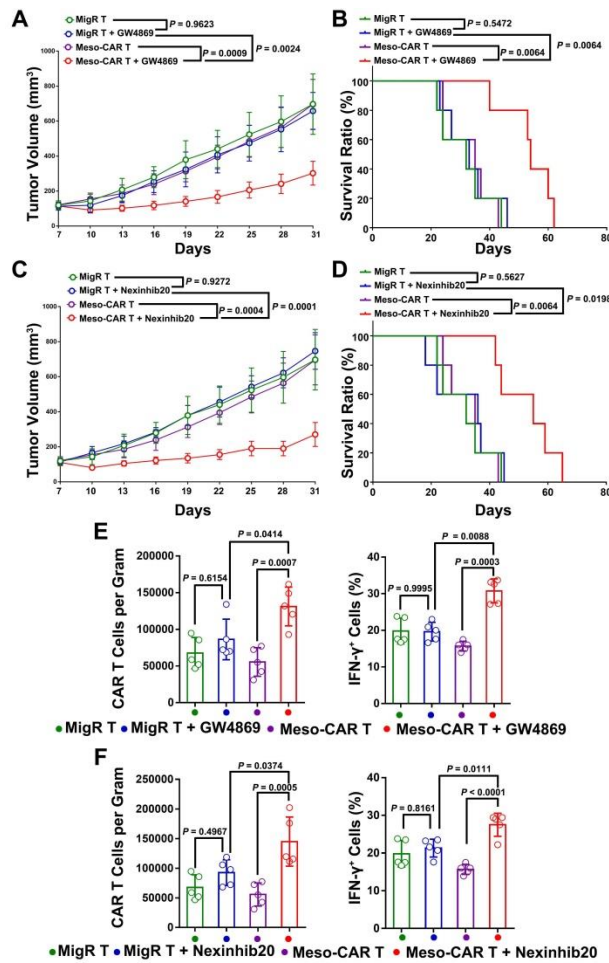 A
MigR T
MigR T + GW4869
Meso-CAR T
Meso-CAR T + GW4869
P = 0.9623
P = 0.0009
P = 0.0024
Tumor Volume (mm³)
1000
800
600
400
200
0
7 10 13 16 19 22 25 28 31
Days
B
MigR T
MigR T + GW4869
Meso-CAR T
Meso-CAR T + GW4869
P = 0.5472
P = 0.0064
P = 0.0064
Survival Ratio (%)
100
80
60
40
20
0
0 20 40 60 80
Days
C
MigR T
MigR T + Nexinhib20
Meso-CAR T
Meso-CAR T + Nexinhib20
P = 0.9272
P = 0.0004
P = 0.0001
Tumor Volume (mm³)
1000
800
600
400
200
0
7 10 13 16 19 22 25 28 31
Days
D
MigR T
MigR T + Nexinhib20
Meso-CAR T
Meso-CAR T + Nexinhib20
P = 0.5627
P = 0.0064
P = 0.0198
Survival Ratio (%)
100
80
60
40
20
0
0 20 40 60 80
Days
E
CAR T Cells per Gram
200000
150000
100000
50000
0
P = 0.0414
P = 0.6154
P = 0.0007
IFN-γ⁺ Cells (%)
40
30
20
10
0
P = 0.0088
P = 0.0003
P = 0.9995
MigR T MigR T + GW4869 Meso-CAR T Meso-CAR T + GW4869
F
CAR T Cells per Gram
250000
200000
150000
100000
50000
0
P = 0.0374
P = 0.0005
P = 0.4967
IFN-γ⁺ Cells (%)
40
30
20
10
0
P = 0.0111
P = 0.8161
P < 0.0001
MigR T MigR T + Nexinhib20 Meso-CAR T Meso-CAR T + Nexinhib20